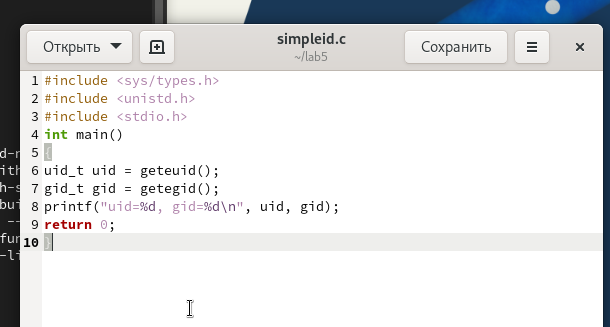 Открыть
simpleid.c
~/lab5
Сохранить
1 #include <sys/types.h>
2 #include <unistd.h>
3 #include <stdio.h>
4 int main()
5 {
6 uid_t uid = geteuid();
7 gid_t gid = getegid();
8 printf("uid=%d, gid=%d\n", uid, gid);
9 return 0;
10 }